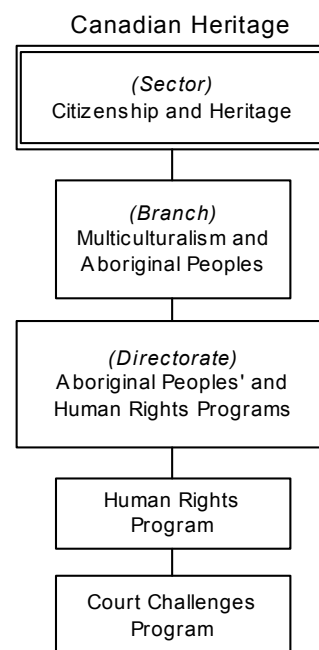 Canadian Heritage
(Sector)
Citizenship and Heritage
(Branch)
Multiculturalism and
Aboriginal Peoples
(Directorate)
Aboriginal Peoples' and
Human Rights Programs
Human Rights
Program
Court Challenges
Program